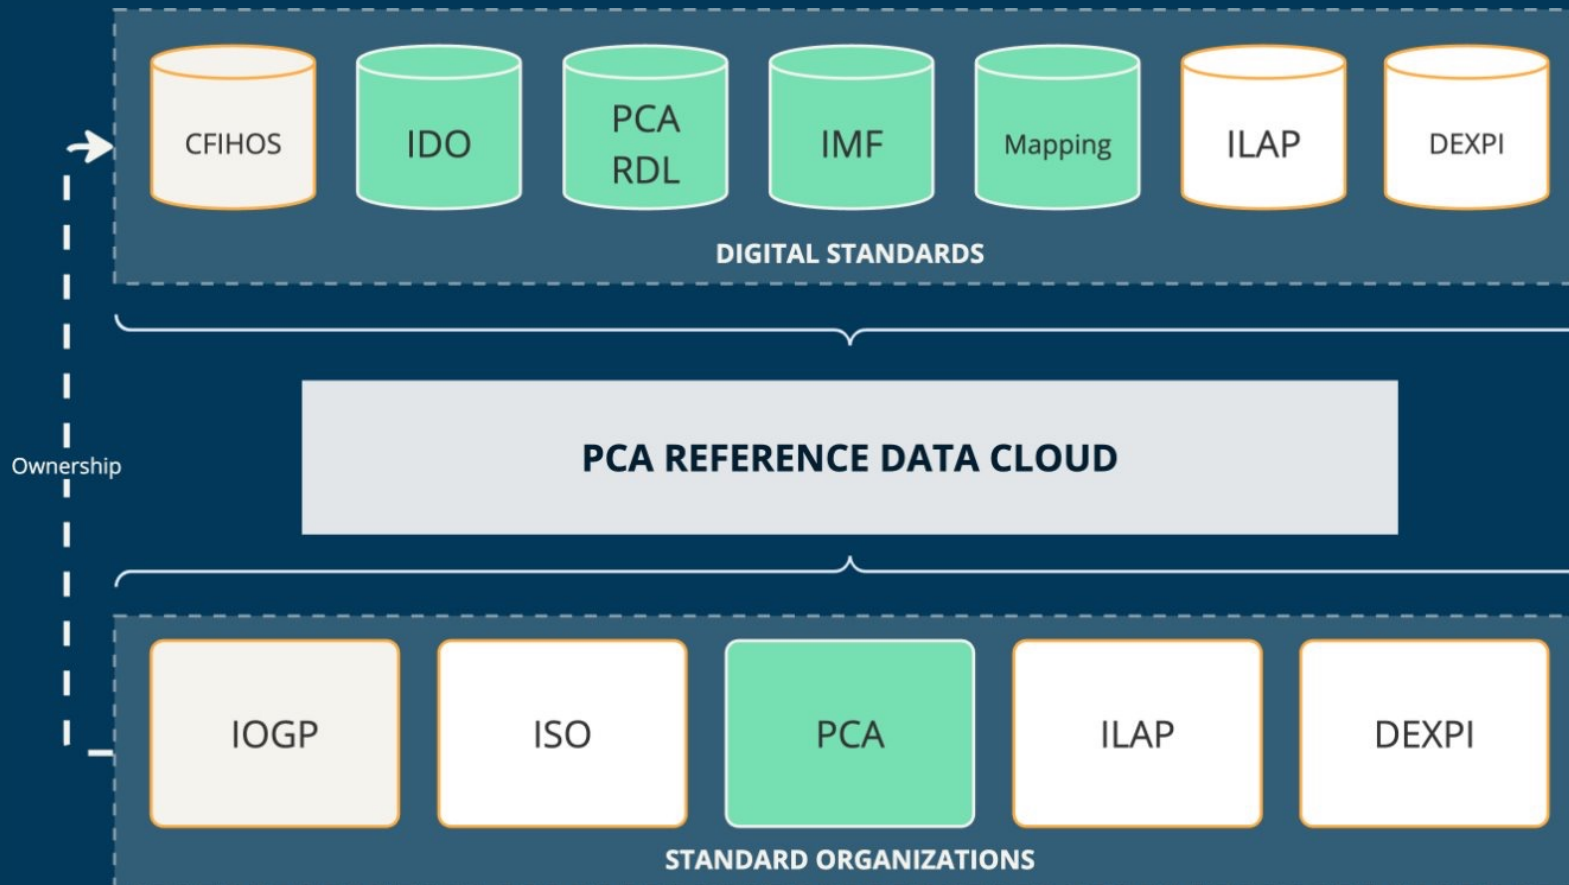 CFIHOS
IDO
PCA
RDL
IMF
Mapping
ILAP
DEXPI
DIGITAL STANDARDS
PCA REFERENCE DATA CLOUD
Ownership
IOGP
ISO
PCA
ILAP
DEXPI
STANDARD ORGANIZATIONS